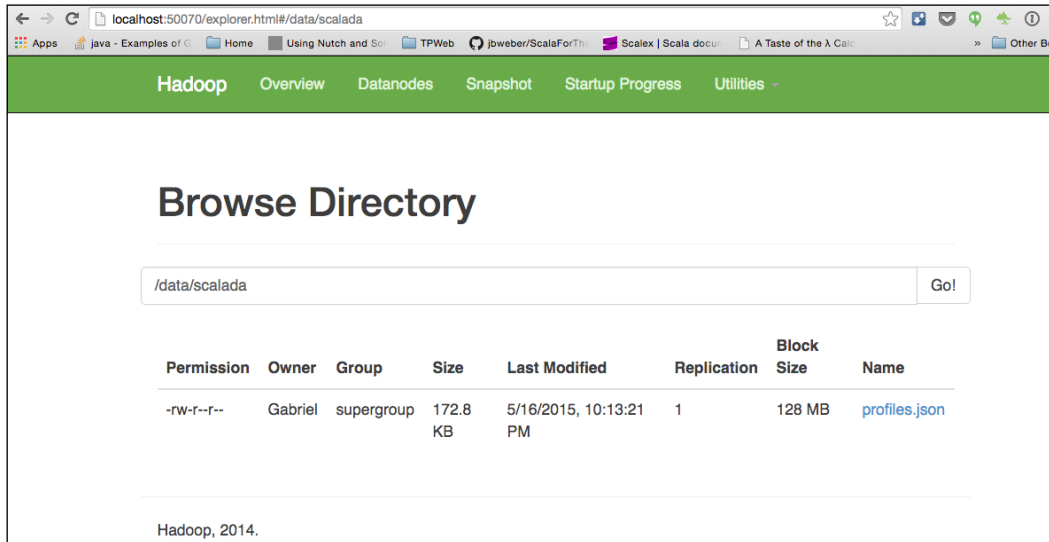 localhost:50070/explorer.html#/data/scalada
Apps java - Examples of G Home Using Nutch and Sol TPWeb jbweber/ScalaForTh Scalex | Scala docum A Taste of the λ Calc » Other B
Hadoop Overview Datanodes Snapshot Startup Progress Utilities
Browse Directory
/data/scalada Go!
Block
Permission Owner Group Size Last Modified Replication Size Name
-rw-r--r-- Gabriel supergroup 172.8 5/16/2015, 10:13:21 1 128 MB profiles.json
KB PM
Hadoop, 2014.